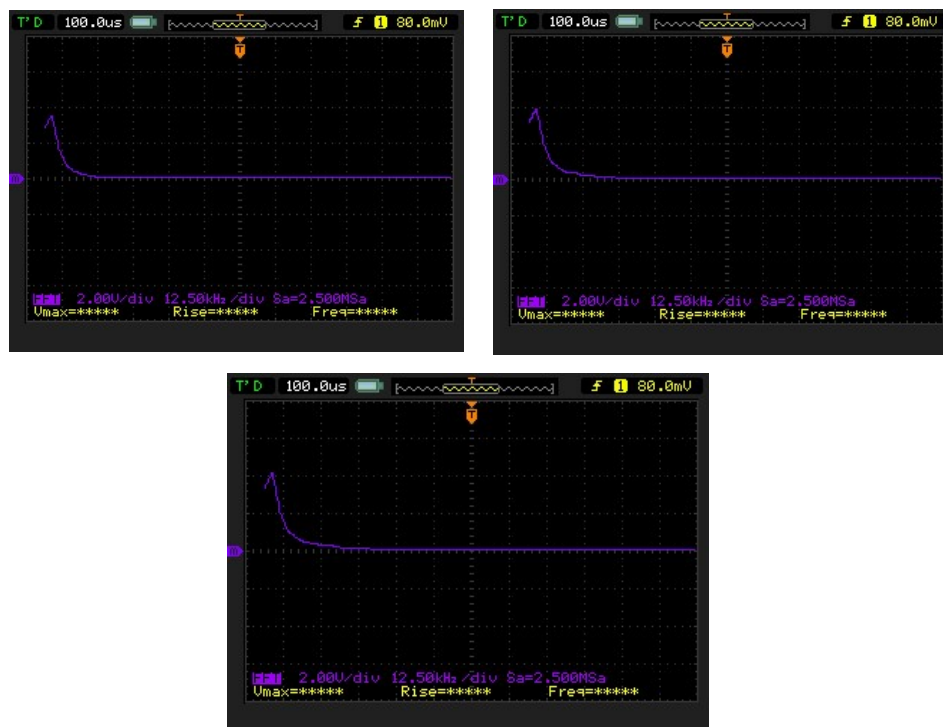 T'D 100.0us T f 1 80.0mV
T
m
FFT 2.00V/div 12.50kHz/div Sa=2.500MSa
Vmax=***** Rise=***** Freq=*****
T'D 100.0us T f 1 80.0mV
T
m
FFT 2.00V/div 12.50kHz/div Sa=2.500MSa
Vmax=***** Rise=***** Freq=*****
T'D 100.0us T f 1 80.0mV
T
m
FFT 2.00V/div 12.50kHz/div Sa=2.500MSa
Vmax=***** Rise=***** Freq=*****